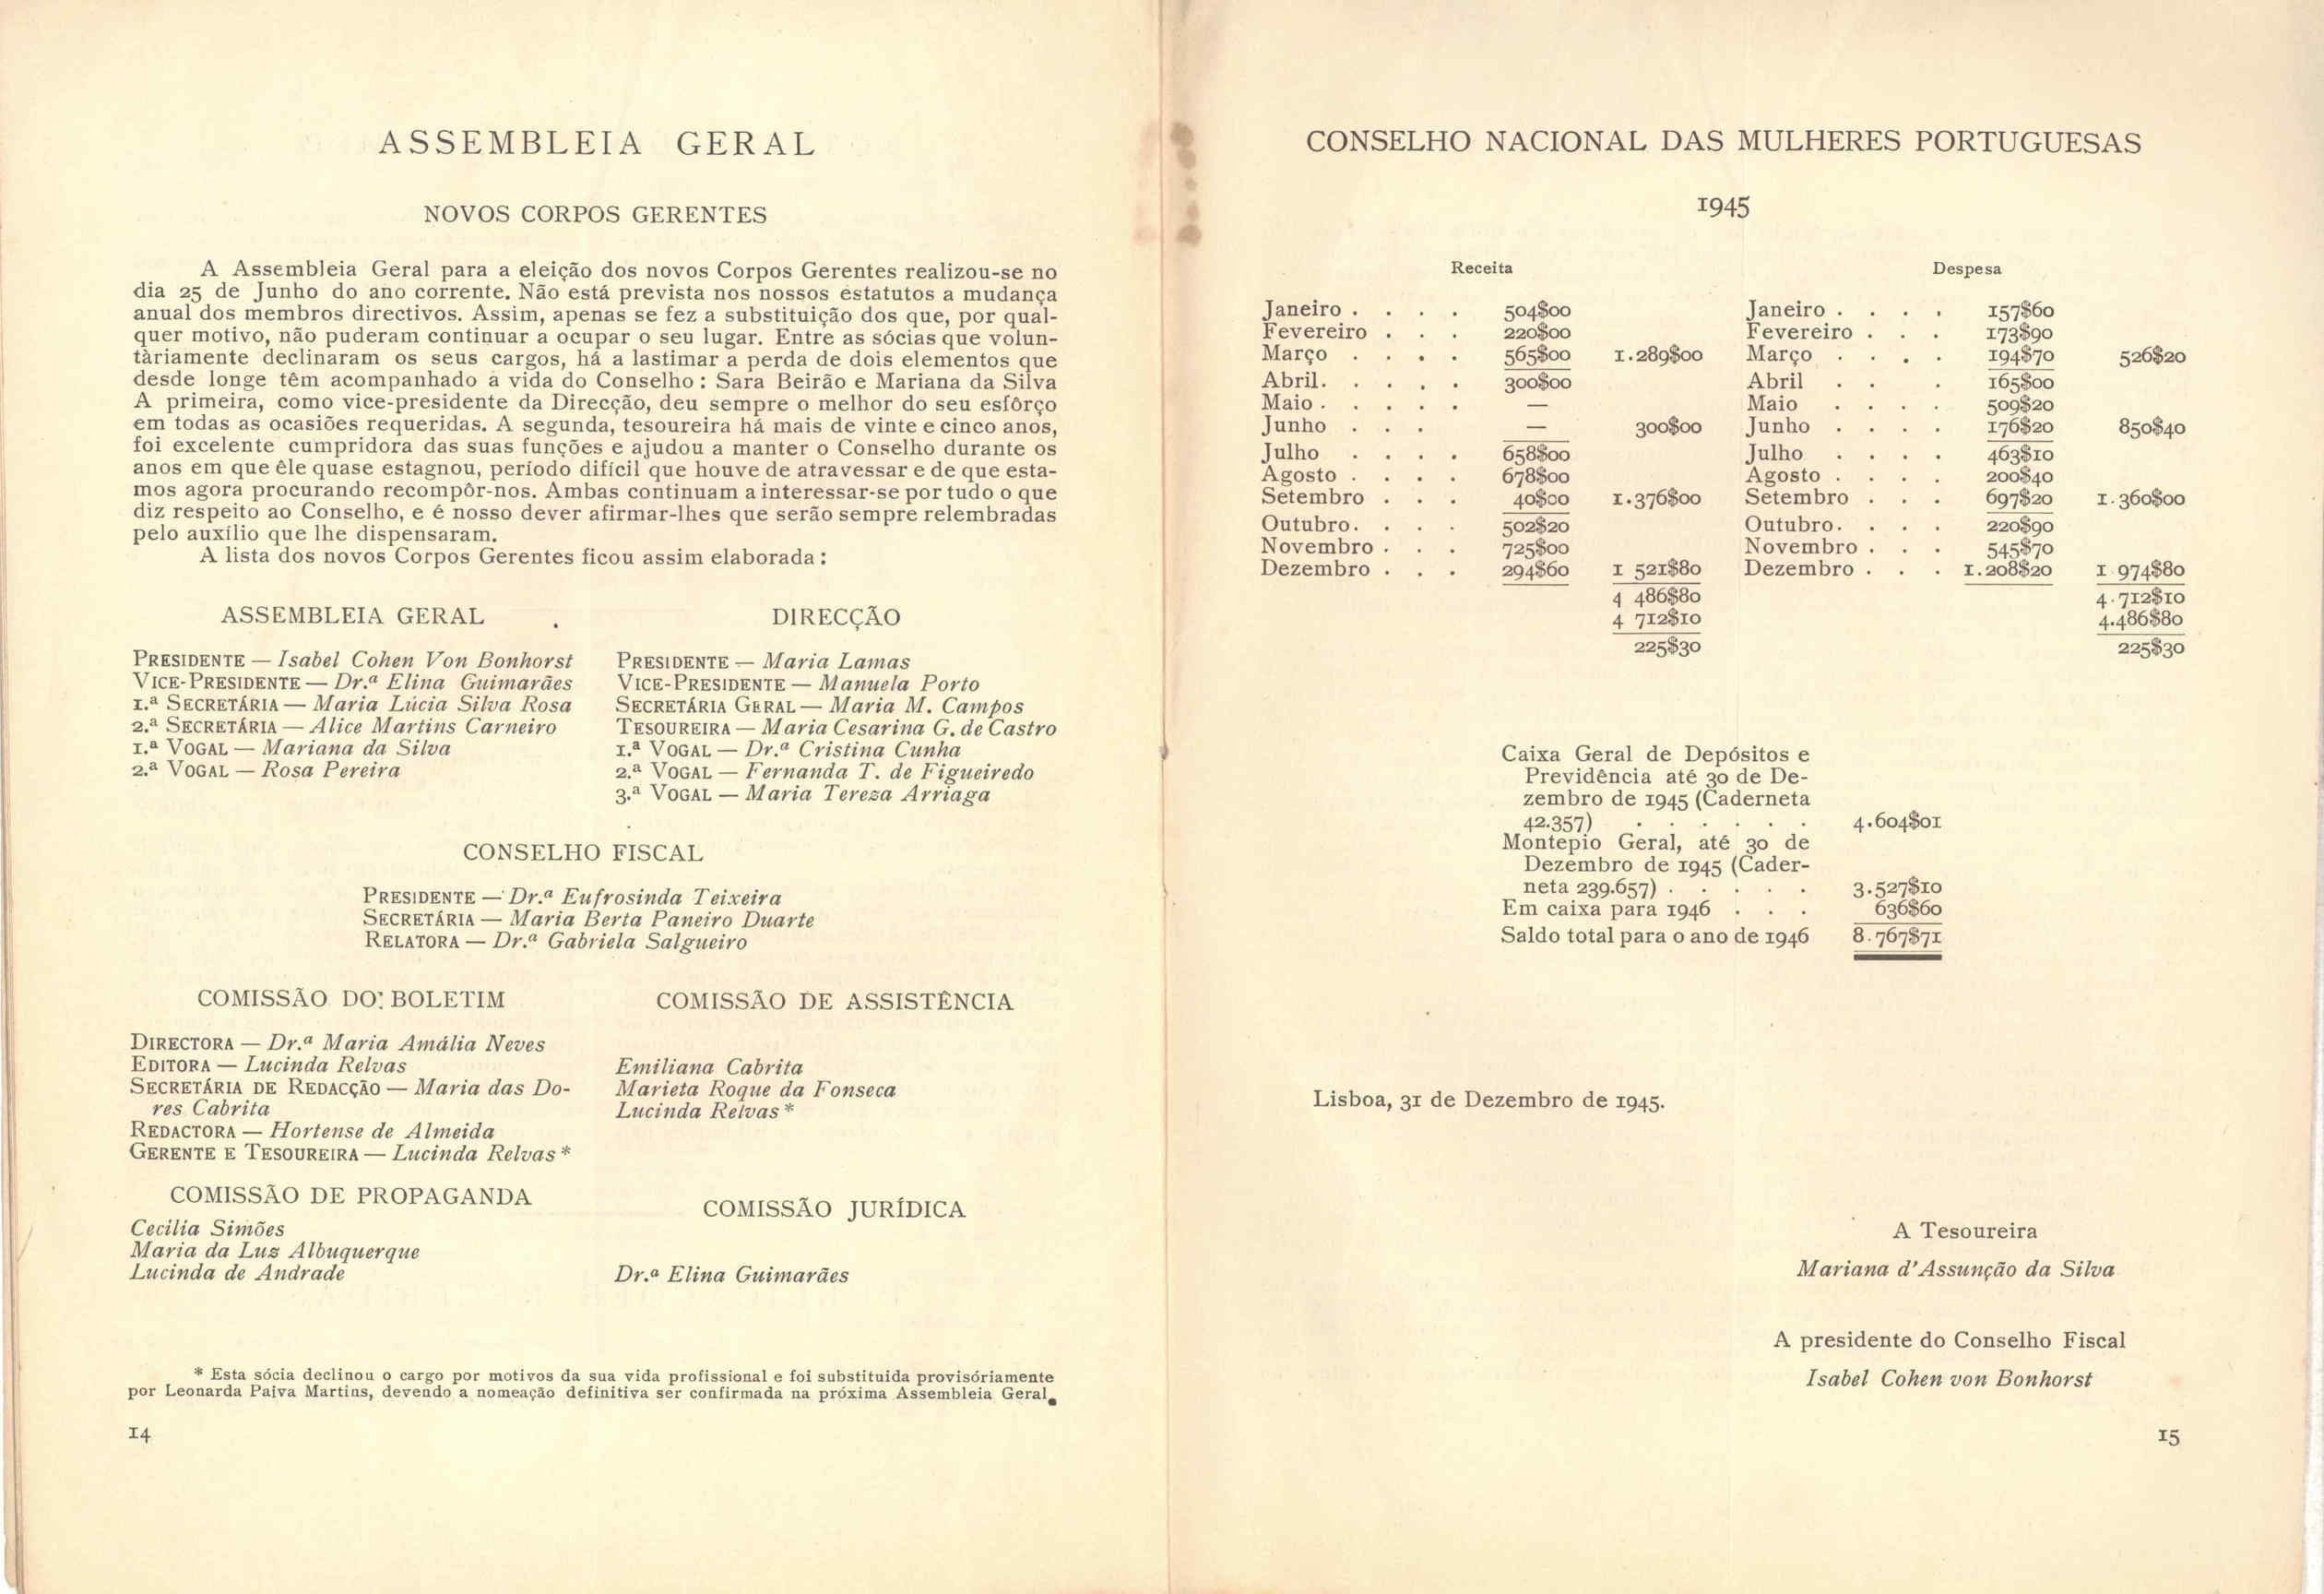 ASSEMBLEIA GERAL
NOVOS CORPOS GERENTES
A Assembleia Geral para a eleição dos novos Corpos Gerentes realizou-se no
dia 25 de Junho do ano corrente. Não está prevista nos nossos estatutos a mudança
anual dos membros directivos. Assim, apenas se fez a substituição dos que, por qual-
quer motivo, não puderam continuar a ocupar o seu lugar. Entre as sócias que volun-
tàriamente declinaram os seus cargos, há a lastimar a perda de dois elementos que
desde longe têm acompanhado a vida do Conselho: Sara Beirão e Mariana da Silva
A primeira, como vice-presidente da Direcção, deu sempre o melhor do seu esfôrço
em todas as ocasiões requeridas. A segunda, tesoureira há mais de vinte e cinco anos,
foi excelente cumpridora das suas funções e ajudou a manter o Conselho durante os
anos em que êle quase estagnou, período difícil que houve de atravessar e de que esta-
mos agora procurando recompôr-nos. Ambas continuam a interessar-se por tudo o que
diz respeito ao Conselho, e é nosso dever afirmar-lhes que serão sempre relembradas
pelo auxílio que lhe dispensaram.
A lista dos novos Corpos Gerentes ficou assim elaborada:
ASSEMBLEIA GERAL
PRESIDENTE — Isabel Cohen Von Bonhorst
VICE-PRESIDENTE — Dr.ª Elina Guimarães
1.ª SECRETÁRIA — Maria Lúcia Silva Rosa
2.ª SECRETÁRIA — Alice Martins Carneiro
1.ª VOGAL — Mariana da Silva
2.ª VOGAL — Rosa Pereira
DIRECÇÃO
PRESIDENTE — Maria Lamas
VICE-PRESIDENTE — Manuela Porto
SECRETÁRIA GERAL — Maria M. Campos
TESOUREIRA — Maria Cesarina G. de Castro
1.ª VOGAL — Dr.ª Cristina Cunha
2.ª VOGAL — Fernanda T. de Figueiredo
3.ª VOGAL — Maria Tereza Arriaga
CONSELHO FISCAL
PRESIDENTE — Dr.ª Eufrosinda Teixeira
SECRETÁRIA — Maria Berta Paneiro Duarte
RELATORA — Dr.ª Gabriela Salgueiro
COMISSÃO DO BOLETIM
DIRECTORA — Dr.ª Maria Amália Neves
EDITORA — Lucinda Relvas
SECRETÁRIA DE REDACÇÃO — Maria das Do-
res Cabrita
REDACTORA — Hortense de Almeida
GERENTE E TESOUREIRA — Lucinda Relvas *
COMISSÃO DE ASSISTÊNCIA
Emiliana Cabrita
Marieta Roque da Fonseca
Lucinda Relvas *
COMISSÃO DE PROPAGANDA
Cecilia Simões
Maria da Luz Albuquerque
Lucinda de Andrade
COMISSÃO JURÍDICA
Dr.ª Elina Guimarães
* Esta sócia declinou o cargo por motivos da sua vida profissional e foi substituida provisóriamente
por Leonarda Paiva Martins, devendo a nomeação definitiva ser confirmada na próxima Assembleia Geral.
14
CONSELHO NACIONAL DAS MULHERES PORTUGUESAS
1945
Receita Despesa
Janeiro . . . . 504$00 Janeiro . . . . 157$60
Fevereiro . . . 220$00 Fevereiro . . . 173$90
Março . . . . 565$00 1.289$00 Março . . . . 194$70 526$20
Abril. . . . . 300$00 Abril . . . 165$00
Maio . . . . . — Maio . . . . 509$20
Junho . . . — 300$00 Junho . . . . 176$20 850$40
Julho . . . . 658$00 Julho . . . . 463$10
Agosto . . . . 678$00 Agosto . . . . 200$40
Setembro . . . 40$00 1.376$00 Setembro . . . 697$20 1.360$00
Outubro. . . . 502$20 Outubro. . . . 220$90
Novembro . . . 725$00 Novembro . . . 545$70
Dezembro . . . 294$60 1 521$80 Dezembro . . . 1.208$20 1 974$80
4 486$80 4.712$10
4 712$10 4.486$80
225$30 225$30
Caixa Geral de Depósitos e
Previdência até 30 de De-
zembro de 1945 (Caderneta
42.357) . . . . . . 4.604$01
Montepio Geral, até 30 de
Dezembro de 1945 (Cader-
neta 239.657) . . . . . 3.527$10
Em caixa para 1946 . . . 636$60
Saldo total para o ano de 1946 8.767$71
Lisboa, 31 de Dezembro de 1945.
A Tesoureira
Mariana d'Assunção da Silva
A presidente do Conselho Fiscal
Isabel Cohen von Bonhorst
15